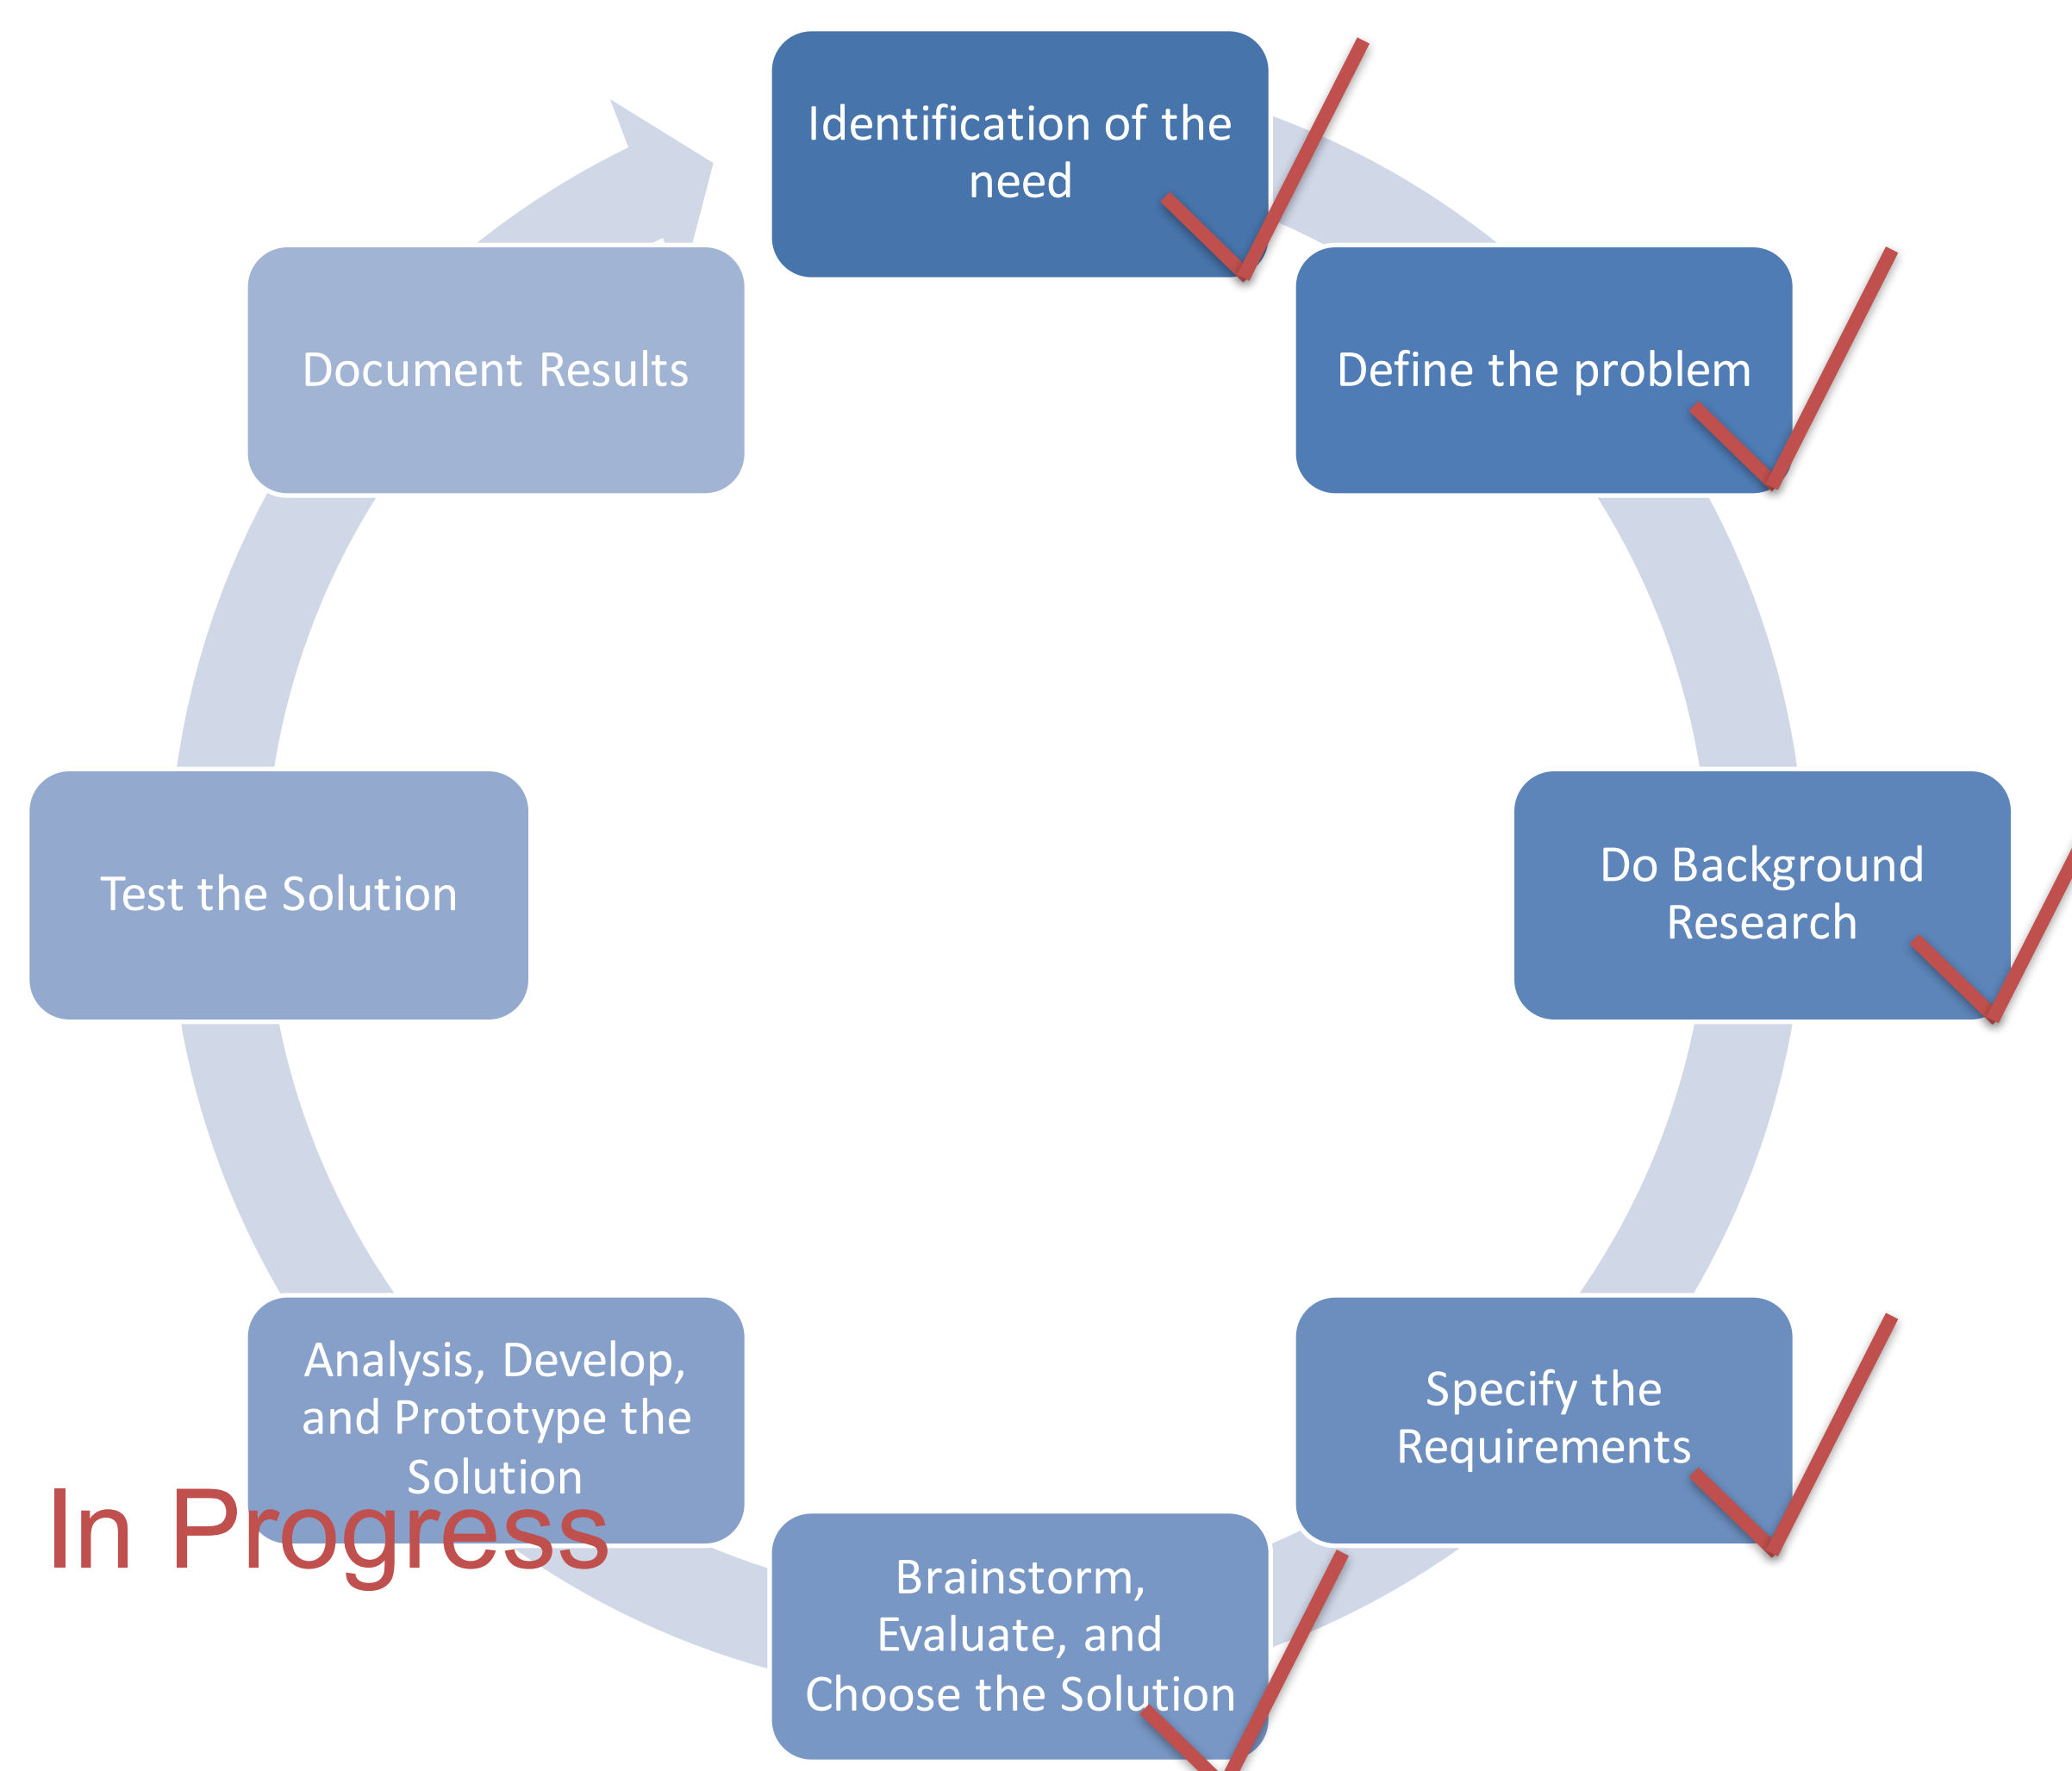 Identification of the
need
Define the problem
Do Background
Research
Specify the
Requirements
Brainstorm,
Evaluate, and
Choose the Solution
Analysis, Develop,
and Prototype the
Solution
In Progress
Test the Solution
Document Results